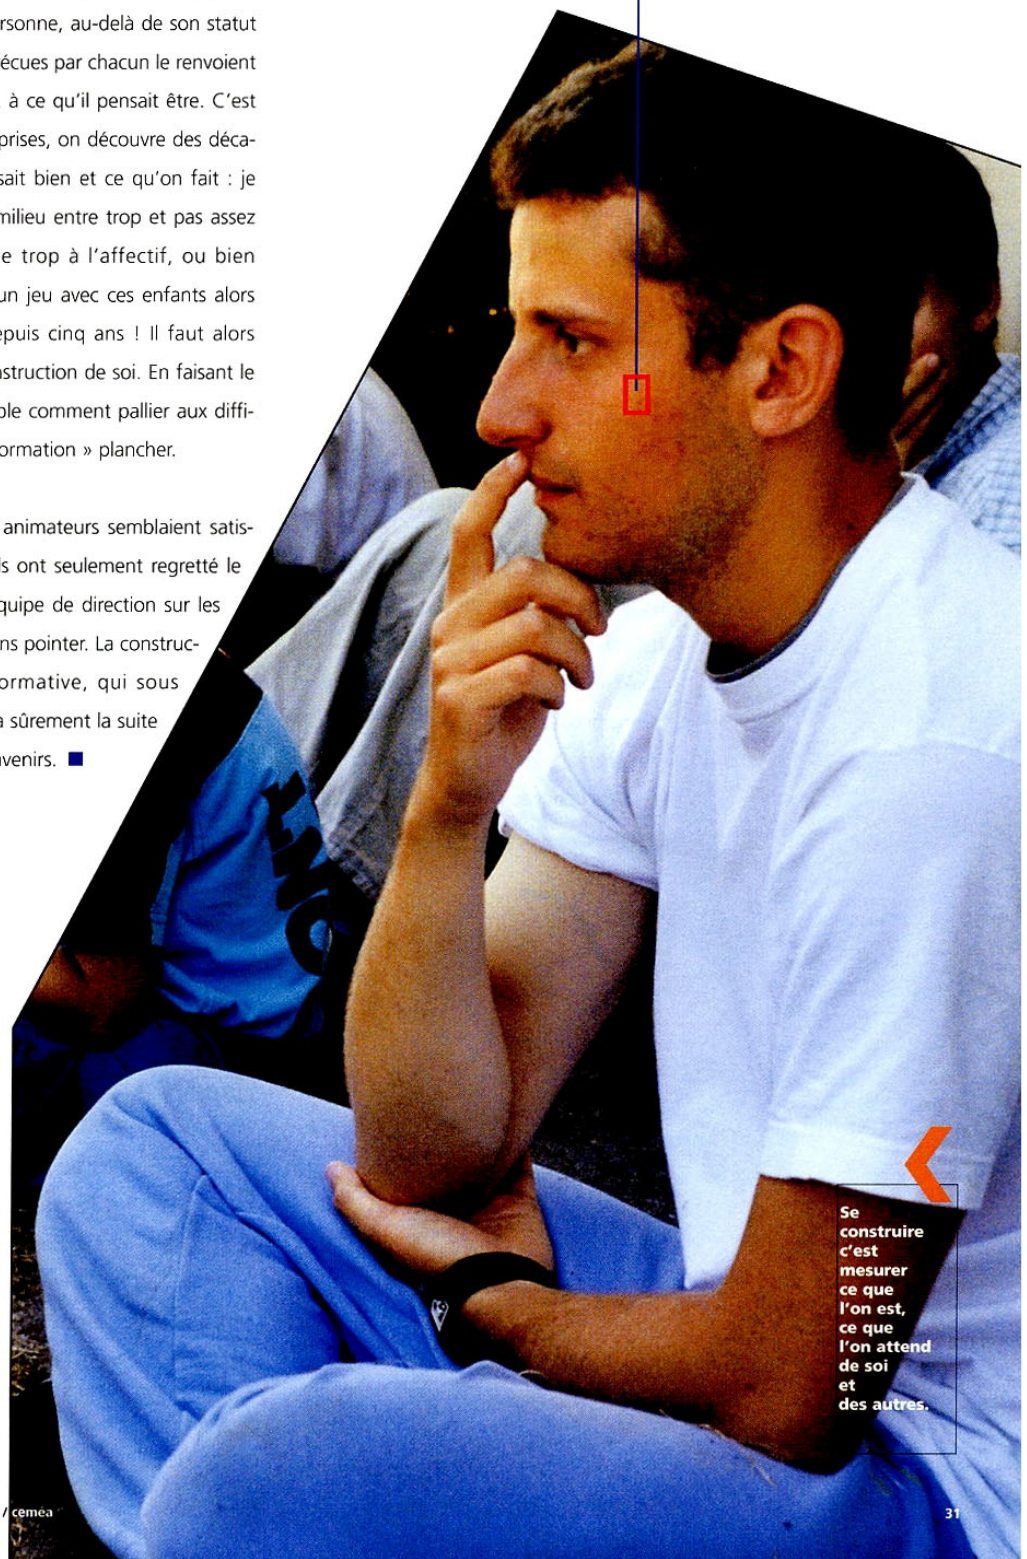 personne, au-delà de son statut
écues par chacun le renvoient
à ce qu'il pensait être. C'est
prises, on découvre des déca-
sait bien et ce qu'on fait : je
milieu entre trop et pas assez
e trop à l'affectif, ou bien
un jeu avec ces enfants alors
epuis cinq ans ! Il faut alors
nstruction de soi. En faisant le
ble comment pallier aux diffi-
ormation » plancher.
animateurs semblaient satis-
ls ont seulement regretté le
quipe de direction sur les
ns pointer. La construc-
ormative, qui sous
a sûrement la suite
venirs.
Se
construire
c'est
mesurer
ce que
l'on est,
ce que
l'on attend
de soi
et
des autres.
/ ceméa
31